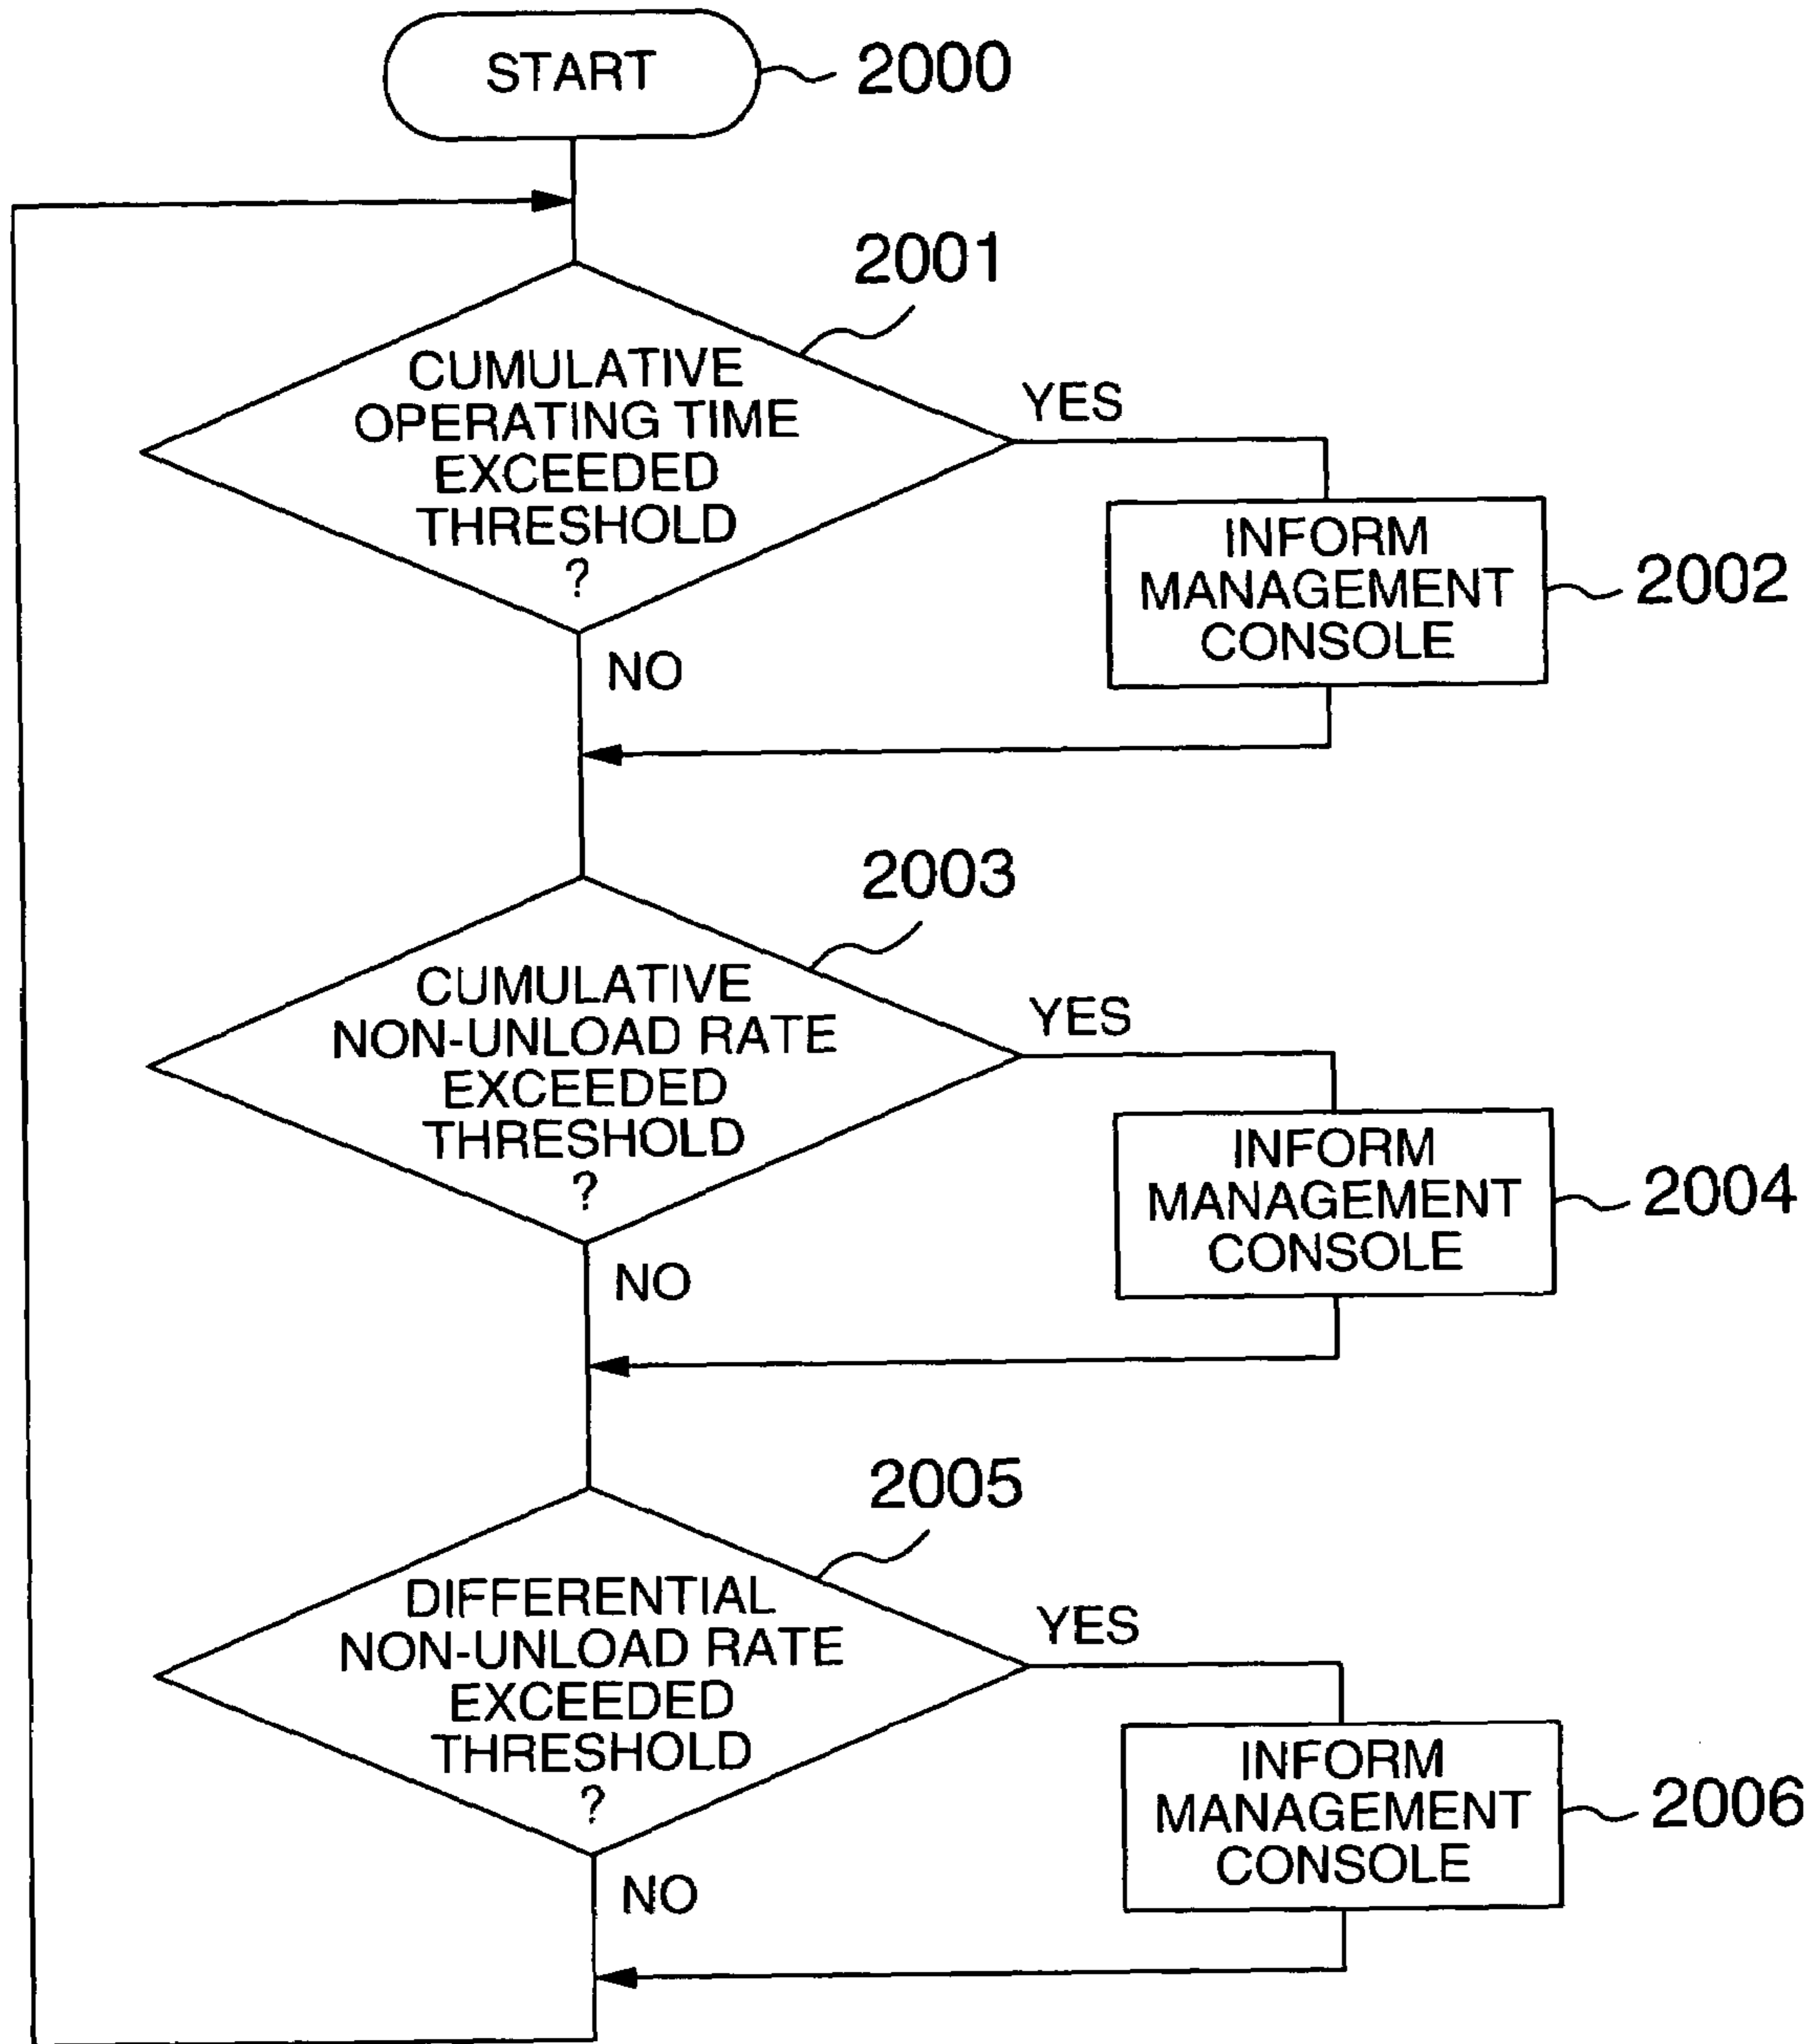 START
2000
2001
CUMULATIVE
OPERATING TIME
EXCEEDED
THRESHOLD
?
YES
INFORM
MANAGEMENT
CONSOLE
2002
NO
2003
CUMULATIVE
NON-UNLOAD RATE
EXCEEDED
THRESHOLD
?
YES
INFORM
MANAGEMENT
CONSOLE
2004
NO
2005
DIFFERENTIAL
NON-UNLOAD RATE
EXCEEDED
THRESHOLD
?
YES
INFORM
MANAGEMENT
CONSOLE
2006
NO